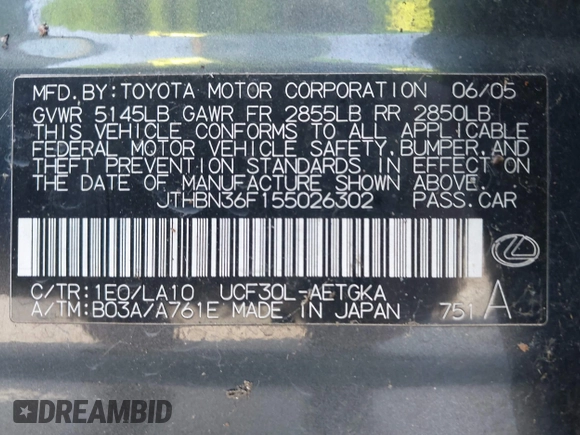 MFD.BY:TOYOTA MOTOR CORPORATION 06/05
GVWR 5145LB GAWR FR 2855LB RR 2850LB
THIS VEHICLE CONFORMS TO ALL APPLICABLE
FEDERAL MOTOR VEHICLE SAFETY,BUMPER,AND
THEFT PREVENTION STANDARDS IN EFFECT ON
THE DATE OF MANUFACTURE SHOWN ABOVE.
JTHBN36F155026302 PASS.CAR
C/TR:1E0/LA10 UCF30L-AETGKA
A/TM:B03A/A761E MADE IN JAPAN 751 A
DREAMBID